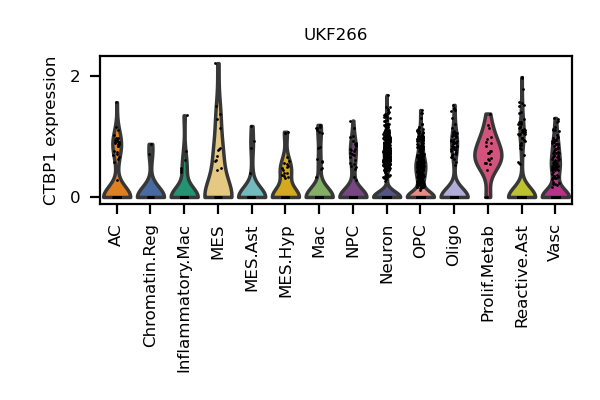 UKF266
CTBP1 expression
2
0
AC
Chromatin.Reg
Inflammatory.Mac
MES
MES.Ast
MES.Hyp
Mac
NPC
Neuron
OPC
Oligo
Prolif.Metab
Reactive.Ast
Vasc